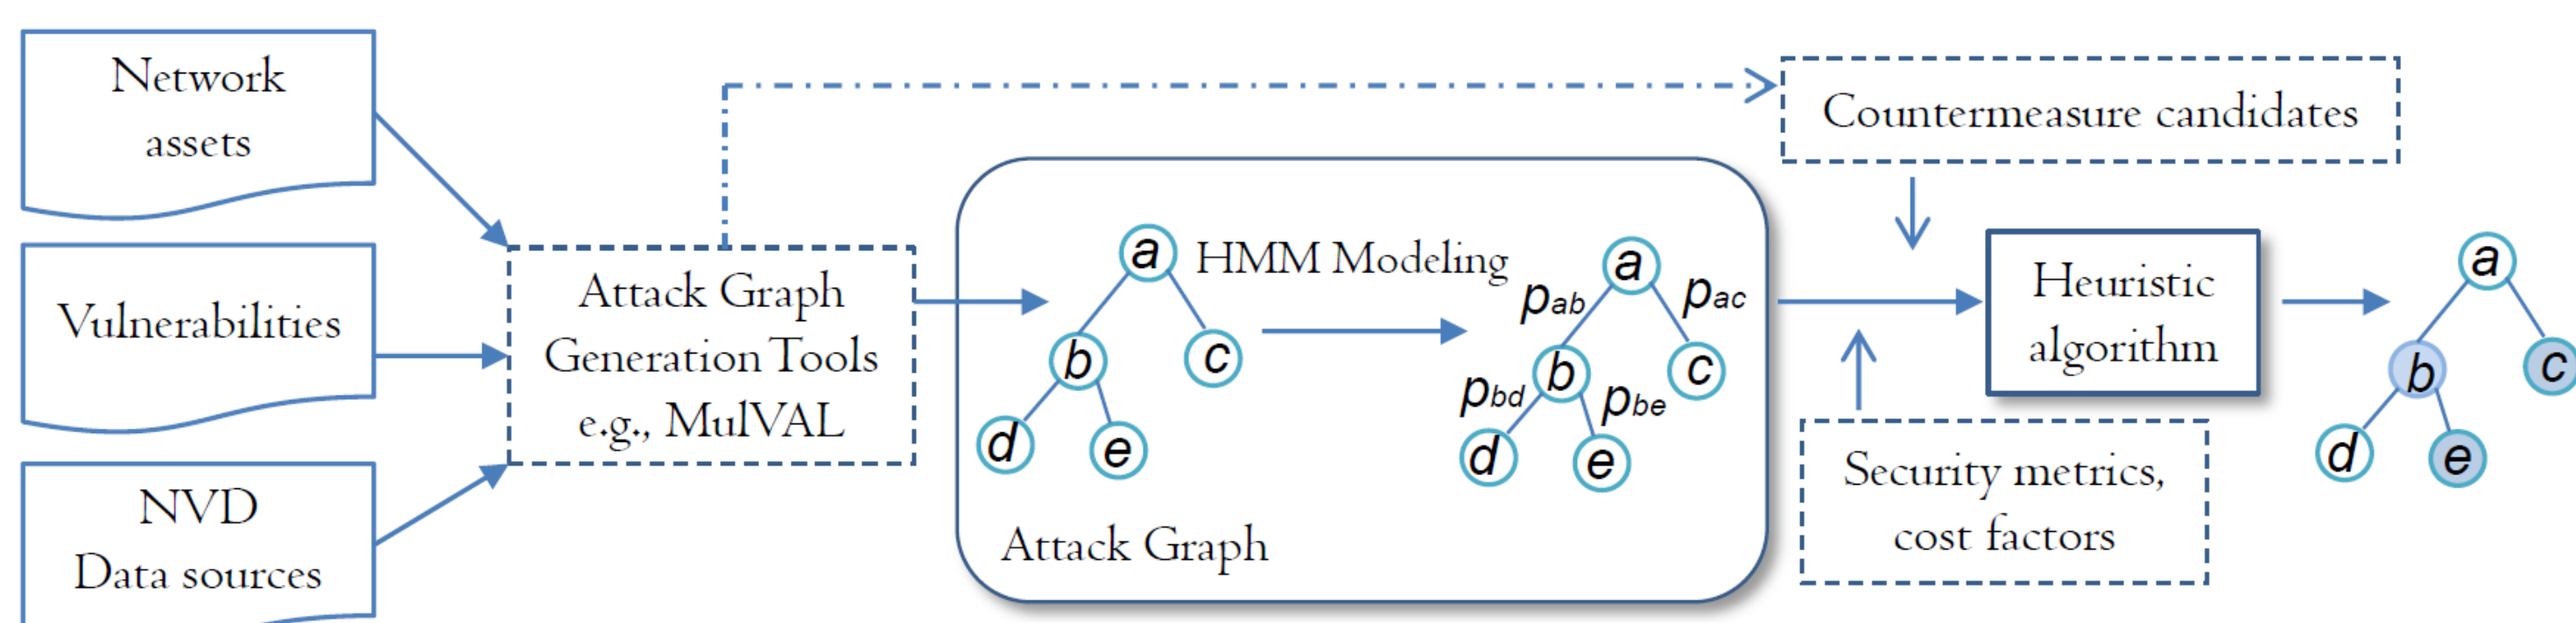 Network
assets
Vulnerabilities
NVD
Data sources
Attack Graph
Generation Tools
e.g., MulVAL
a
b
c
d
e
HMM Modeling
a
pab
pac
b
c
pbd
pbe
d
e
Attack Graph
Countermeasure candidates
Security metrics,
cost factors
Heuristic
algorithm
a
b
c
d
e